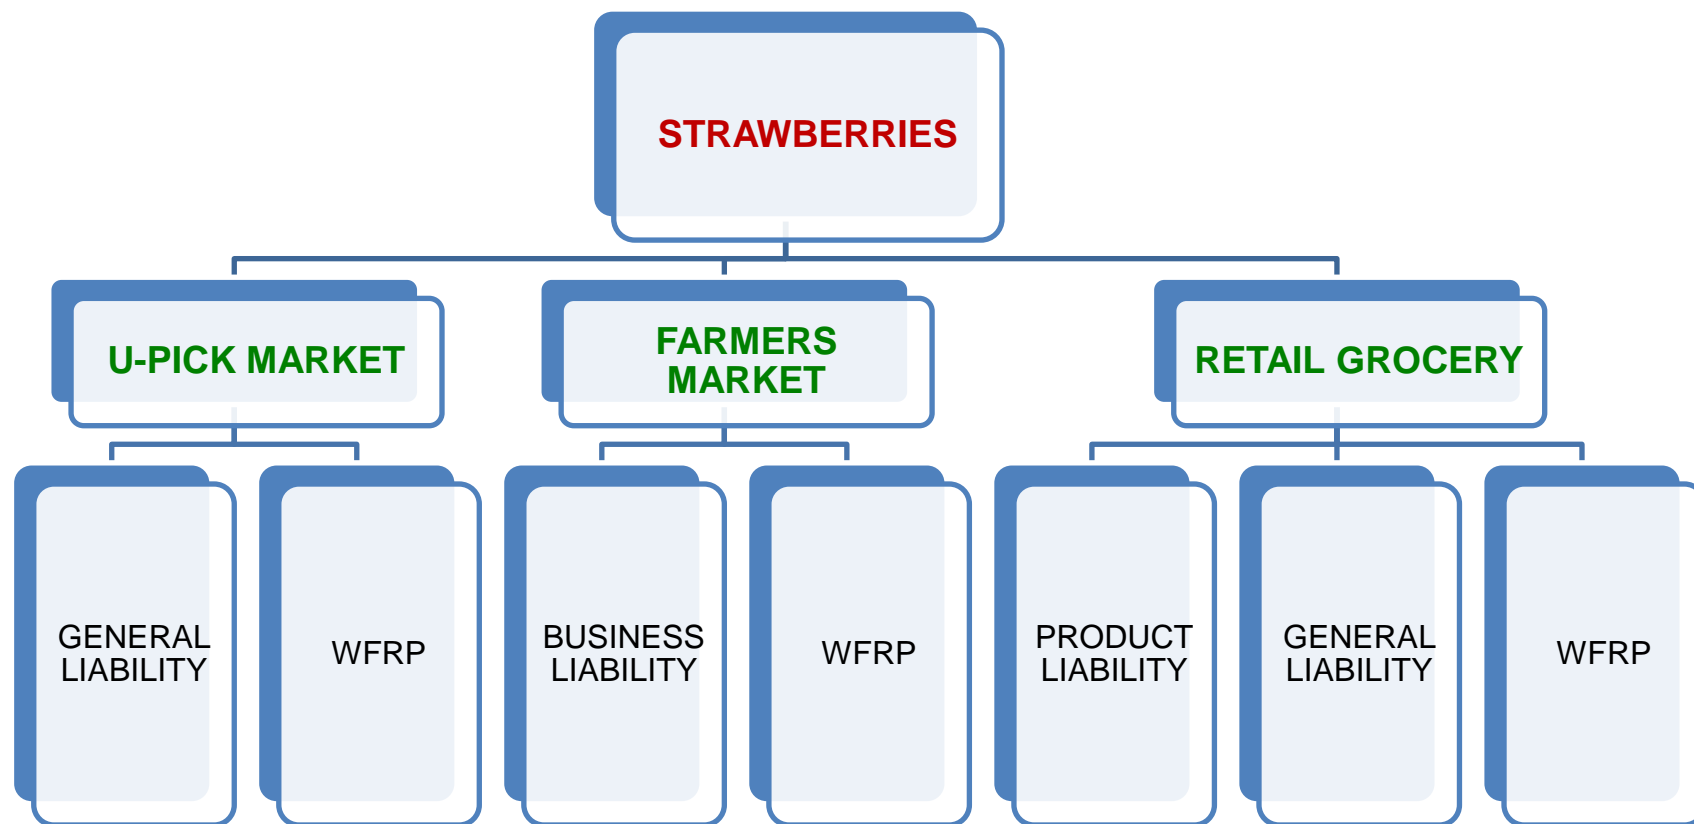 STRAWBERRIES
U-PICK MARKET
FARMERS
MARKET
RETAIL GROCERY
GENERAL
LIABILITY
WFRP
BUSINESS
LIABILITY
WFRP
PRODUCT
LIABILITY
GENERAL
LIABILITY
WFRP